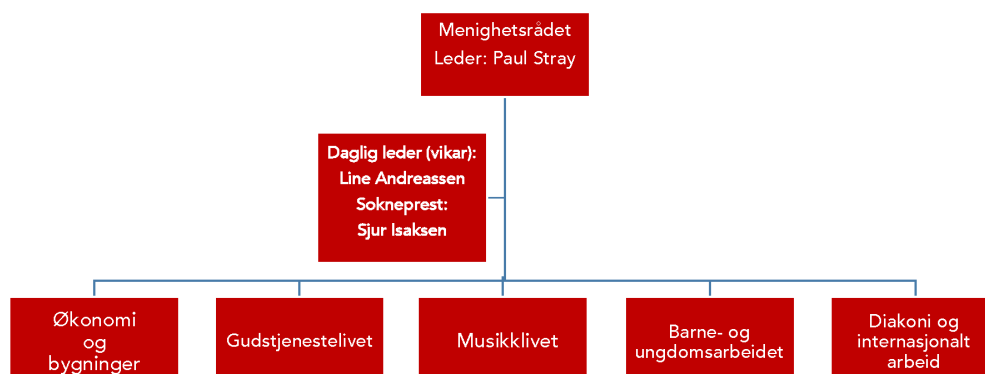 Menighetsrådet
Leder: Paul Stray
Daglig leder (vikar):
Line Andreassen
Sokneprest:
Sjur Isaksen
Økonomi
og
bygninger
Gudstjenestelivet
Musikklivet
Barne- og
ungdomsarbeidet
Diakoni og
internasjonalt
arbeid